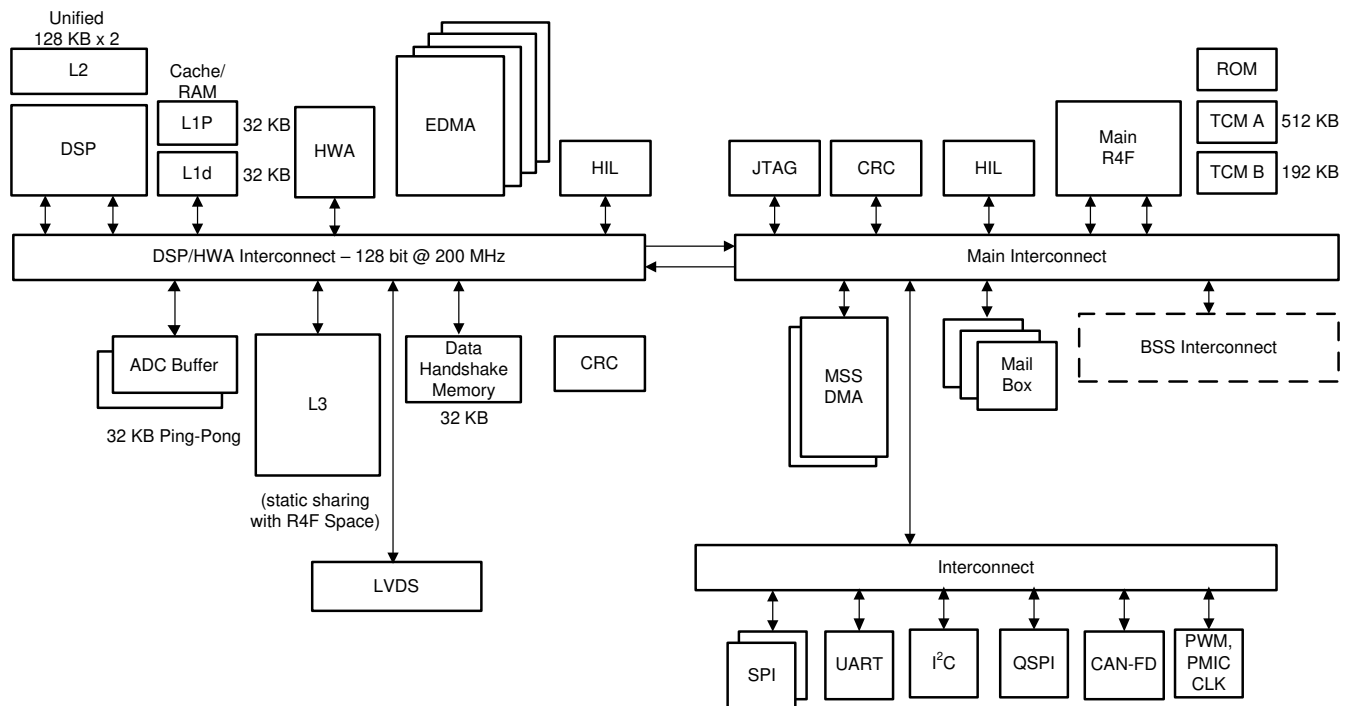 Unified
128 KB x 2
L2
Cache/
RAM
L1P
32 KB
L1d
32 KB
DSP
HWA
EDMA
HIL
JTAG
CRC
HIL
Main
R4F
ROM
TCM A
512 KB
TCM B
192 KB
DSP/HWA Interconnect – 128 bit @ 200 MHz
Main Interconnect
ADC Buffer
32 KB Ping-Pong
L3
(static sharing
with R4F Space)
Data
Handshake
Memory
32 KB
CRC
LVDS
MSS
DMA
Mail
Box
BSS Interconnect
Interconnect
SPI
UART
I²C
QSPI
CAN-FD
PWM,
PMIC
CLK